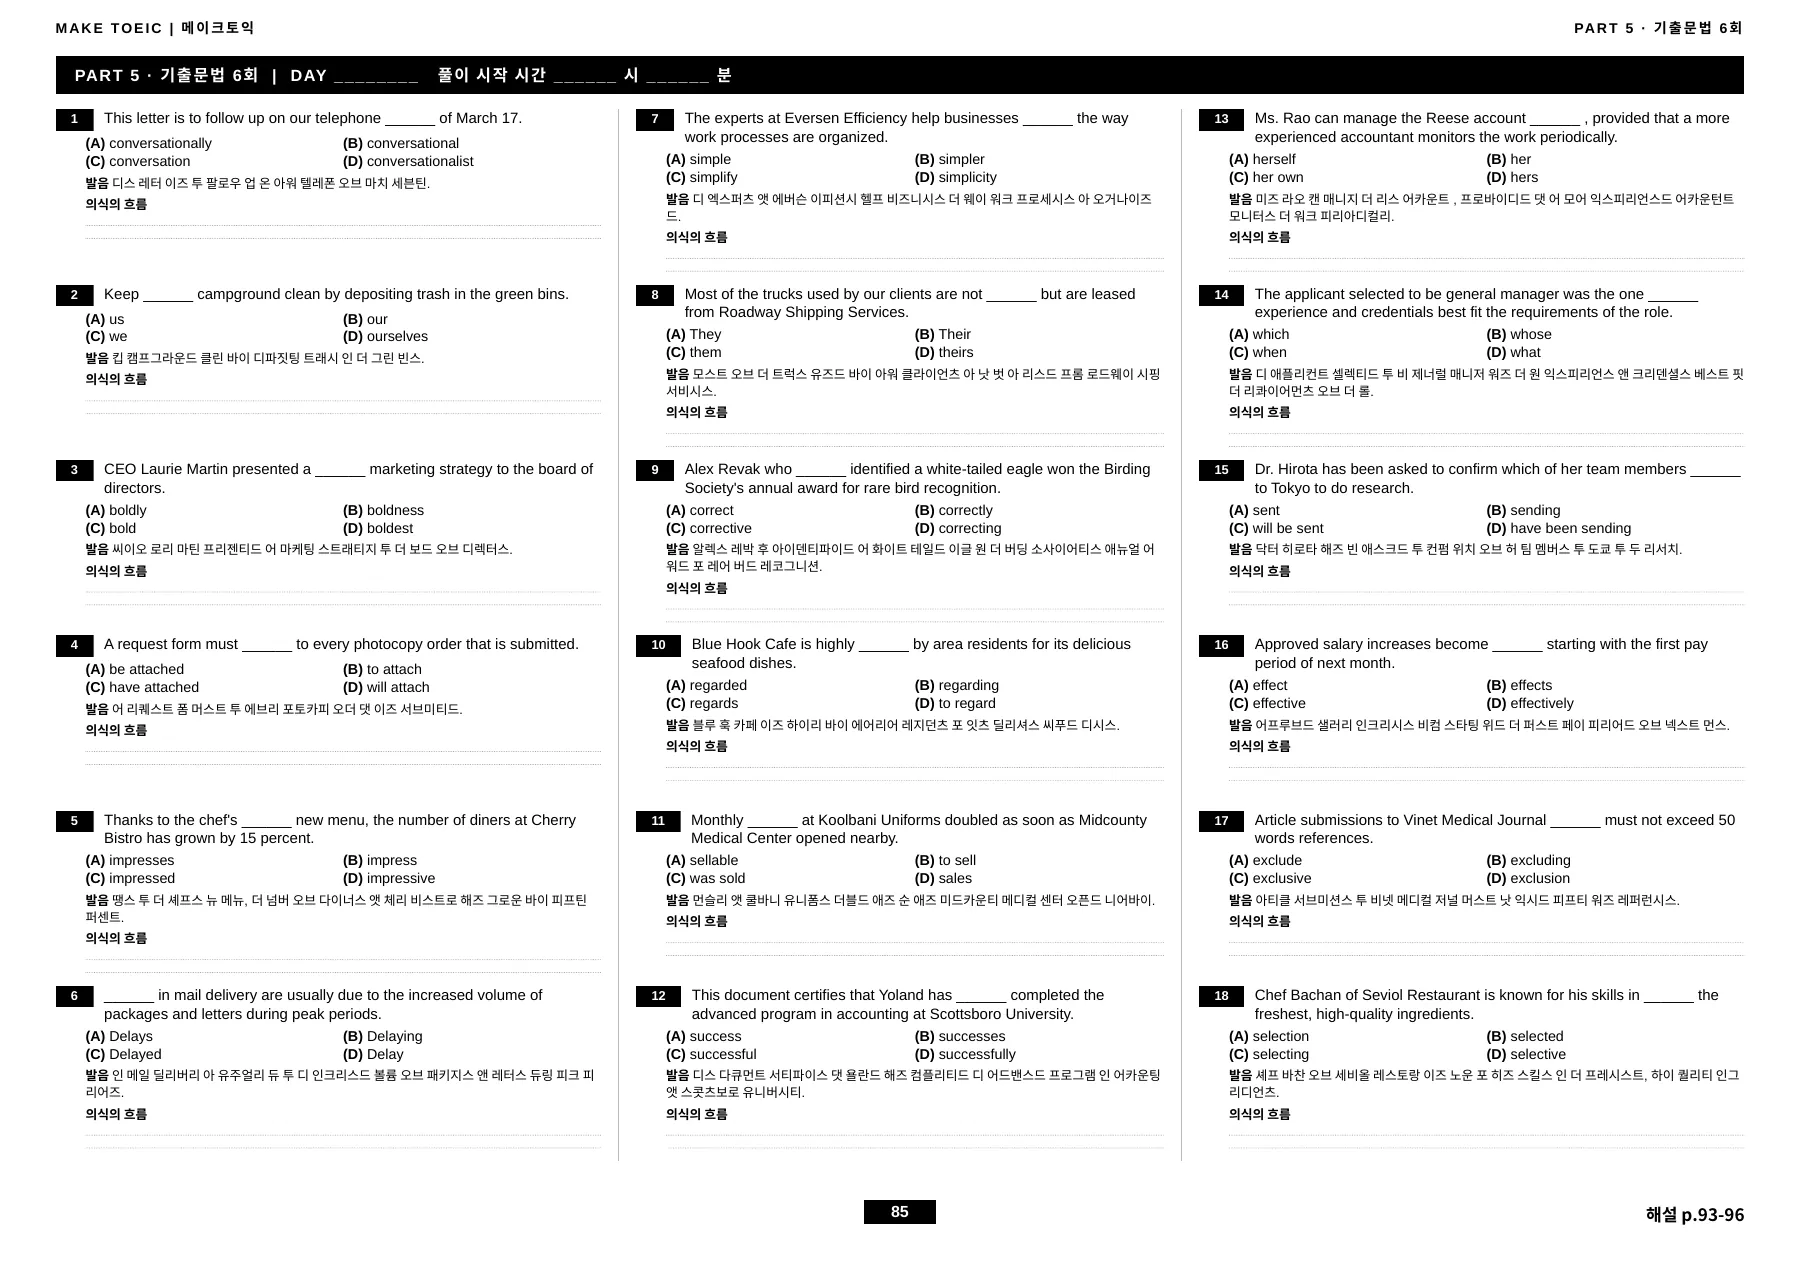 MAKE TOEIC | 메이크토익
PART 5 · 기출문법 6회
PART 5 · 기출문법 6회 | DAY ________ 풀이 시작 시간 ______ 시 ______ 분
1 This letter is to follow up on our telephone ______ of March 17.
(A) conversationally (B) conversational
(C) conversation (D) conversationalist
발음 디스 레터 이즈 투 팔로우 업 온 아워 텔레폰 오브 마치 세븐틴.
의식의 흐름
2 Keep ______ campground clean by depositing trash in the green bins.
(A) us (B) our
(C) we (D) ourselves
발음 킵 캠프그라운드 클린 바이 디파짓팅 트래시 인 더 그린 빈스.
의식의 흐름
3 CEO Laurie Martin presented a ______ marketing strategy to the board of
directors.
(A) boldly (B) boldness
(C) bold (D) boldest
발음 씨이오 로리 마틴 프리젠티드 어 마케팅 스트래티지 투 더 보드 오브 디렉터스.
의식의 흐름
4 A request form must ______ to every photocopy order that is submitted.
(A) be attached (B) to attach
(C) have attached (D) will attach
발음 어 리퀘스트 폼 머스트 투 에브리 포토카피 오더 댓 이즈 서브미티드.
의식의 흐름
5 Thanks to the chef's ______ new menu, the number of diners at Cherry
Bistro has grown by 15 percent.
(A) impresses (B) impress
(C) impressed (D) impressive
발음 땡스 투 더 셰프스 뉴 메뉴, 더 넘버 오브 다이너스 앳 체리 비스트로 해즈 그로운 바이 피프틴
퍼센트.
의식의 흐름
6 ______ in mail delivery are usually due to the increased volume of
packages and letters during peak periods.
(A) Delays (B) Delaying
(C) Delayed (D) Delay
발음 인 메일 딜리버리 아 유주얼리 듀 투 디 인크리스드 볼륨 오브 패키지스 앤 레터스 듀링 피크 피
리어즈.
의식의 흐름
7 The experts at Eversen Efficiency help businesses ______ the way
work processes are organized.
(A) simple (B) simpler
(C) simplify (D) simplicity
발음 디 엑스퍼츠 앳 에버슨 이피션시 헬프 비즈니시스 더 웨이 워크 프로세시스 아 오거나이즈
드.
의식의 흐름
8 Most of the trucks used by our clients are not ______ but are leased
from Roadway Shipping Services.
(A) They (B) Their
(C) them (D) theirs
발음 모스트 오브 더 트럭스 유즈드 바이 아워 클라이언츠 아 낫 벗 아 리스드 프롬 로드웨이 시핑
서비시스.
의식의 흐름
9 Alex Revak who ______ identified a white-tailed eagle won the Birding
Society's annual award for rare bird recognition.
(A) correct (B) correctly
(C) corrective (D) correcting
발음 알렉스 레박 후 아이덴티파이드 어 화이트 테일드 이글 원 더 버딩 소사이어티스 애뉴얼 어
워드 포 레어 버드 레코그니션.
의식의 흐름
10 Blue Hook Cafe is highly ______ by area residents for its delicious
seafood dishes.
(A) regarded (B) regarding
(C) regards (D) to regard
발음 블루 훅 카페 이즈 하이리 바이 에어리어 레지던츠 포 잇츠 딜리셔스 씨푸드 디시스.
의식의 흐름
11 Monthly ______ at Koolbani Uniforms doubled as soon as Midcounty
Medical Center opened nearby.
(A) sellable (B) to sell
(C) was sold (D) sales
발음 먼슬리 앳 쿨바니 유니폼스 더블드 애즈 순 애즈 미드카운티 메디컬 센터 오픈드 니어바이.
의식의 흐름
12 This document certifies that Yoland has ______ completed the
advanced program in accounting at Scottsboro University.
(A) success (B) successes
(C) successful (D) successfully
발음 디스 다큐먼트 서티파이스 댓 욜란드 해즈 컴플리티드 디 어드밴스드 프로그램 인 어카운팅
앳 스콧츠보로 유니버시티.
의식의 흐름
13 Ms. Rao can manage the Reese account ______ , provided that a more
experienced accountant monitors the work periodically.
(A) herself (B) her
(C) her own (D) hers
발음 미즈 라오 캔 매니지 더 리스 어카운트 , 프로바이디드 댓 어 모어 익스피리언스드 어카운턴트
모니터스 더 워크 피리아디컬리.
의식의 흐름
14 The applicant selected to be general manager was the one ______
experience and credentials best fit the requirements of the role.
(A) which (B) whose
(C) when (D) what
발음 디 애플리컨트 셀렉티드 투 비 제너럴 매니저 워즈 더 원 익스피리언스 앤 크리덴셜스 베스트 핏
더 리콰이어먼츠 오브 더 롤.
의식의 흐름
15 Dr. Hirota has been asked to confirm which of her team members ______
to Tokyo to do research.
(A) sent (B) sending
(C) will be sent (D) have been sending
발음 닥터 히로타 해즈 빈 애스크드 투 컨펌 위치 오브 허 팀 멤버스 투 도쿄 투 두 리서치.
의식의 흐름
16 Approved salary increases become ______ starting with the first pay
period of next month.
(A) effect (B) effects
(C) effective (D) effectively
발음 어프루브드 샐러리 인크리시스 비컴 스타팅 위드 더 퍼스트 페이 피리어드 오브 넥스트 먼스.
의식의 흐름
17 Article submissions to Vinet Medical Journal ______ must not exceed 50
words references.
(A) exclude (B) excluding
(C) exclusive (D) exclusion
발음 아티클 서브미션스 투 비넷 메디컬 저널 머스트 낫 익시드 피프티 워즈 레퍼런시스.
의식의 흐름
18 Chef Bachan of Seviol Restaurant is known for his skills in ______ the
freshest, high-quality ingredients.
(A) selection (B) selected
(C) selecting (D) selective
발음 셰프 바찬 오브 세비올 레스토랑 이즈 노운 포 히즈 스킬스 인 더 프레시스트, 하이 퀄리티 인그
리디언츠.
의식의 흐름
85
해설 p.93-96